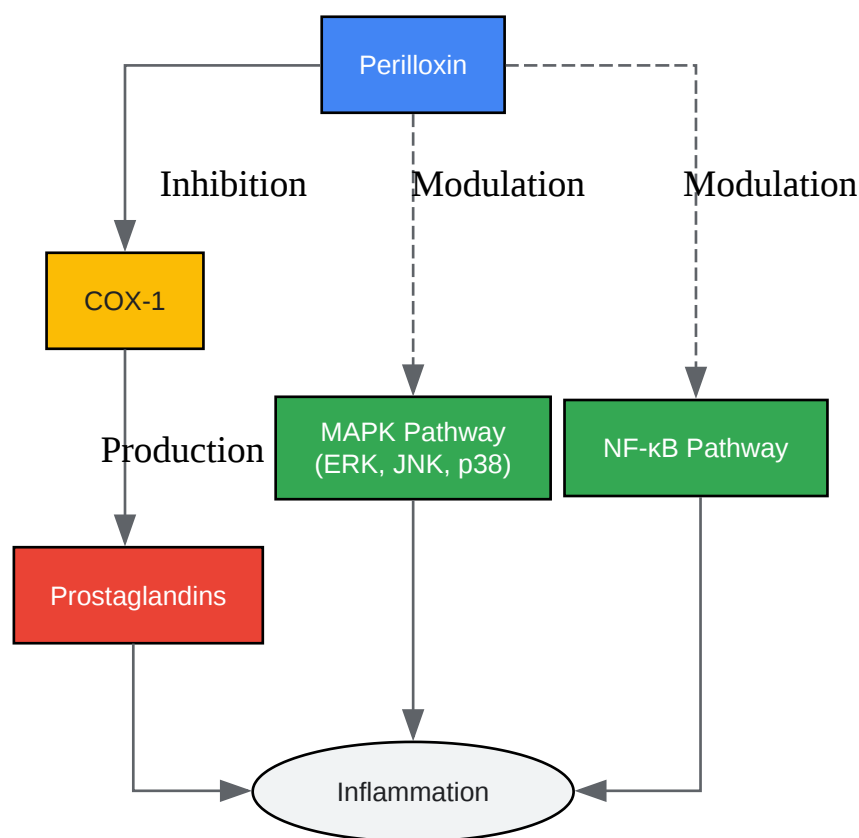 Perilloxin
Inhibition
Modulation
Modulation
COX-1
MAPK Pathway
(ERK, JNK, p38)
NF-κB Pathway
Production
Prostaglandins
Inflammation